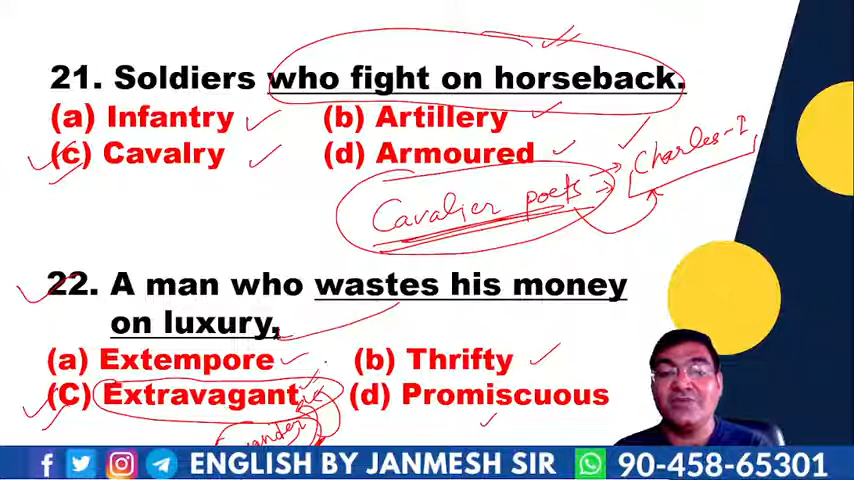 21. Soldiers who fight on horseback.
(a) Infantry (b) Artillery
(c) Cavalry (d) Armoured
Charles-I
Cavalier poets
22. A man who wastes his money
on luxury,
(a) Extempore (b) Thrifty
(C) Extravagant (d) Promiscuous
ENGLISH BY JANMESH SIR 90-458-65301